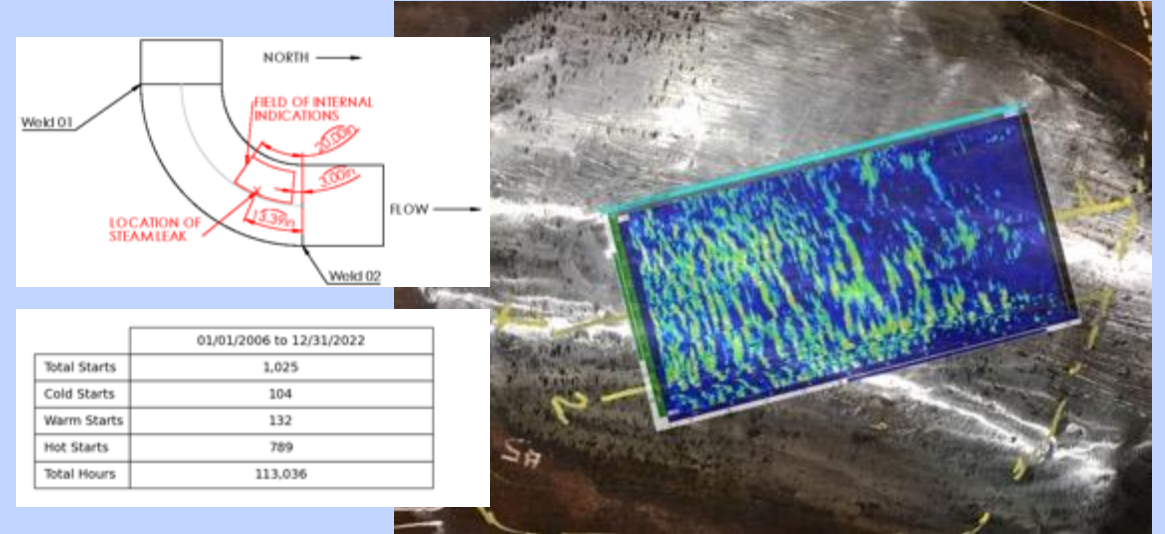 NORTH
FIELD OF INTERNAL
INDICATIONS
Weld 01
20.00in
3.00in
FLOW
LOCATION OF
STEAM LEAK
13.39in
Weld 02
01/01/2006 to 12/31/2022
Total Starts 1,025
Cold Starts 104
Warm Starts 132
Hot Starts 789
Total Hours 113,036
2
SA